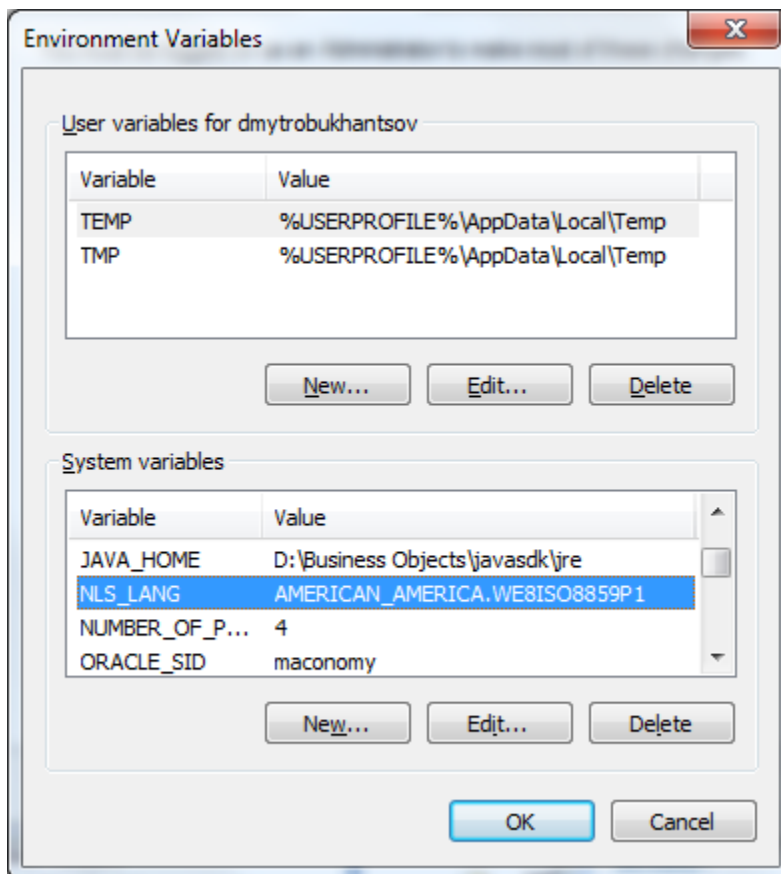 Environment Variables
User variables for dmytrobukhantsov
Variable Value
TEMP %USERPROFILE%\AppData\Local\Temp
TMP %USERPROFILE%\AppData\Local\Temp
New... Edit... Delete
System variables
Variable Value
JAVA_HOME D:\Business Objects\javasdk\jre
NLS_LANG AMERICAN_AMERICA.WE8ISO8859P1
NUMBER_OF_P... 4
ORACLE_SID maconomy
New... Edit... Delete
OK Cancel